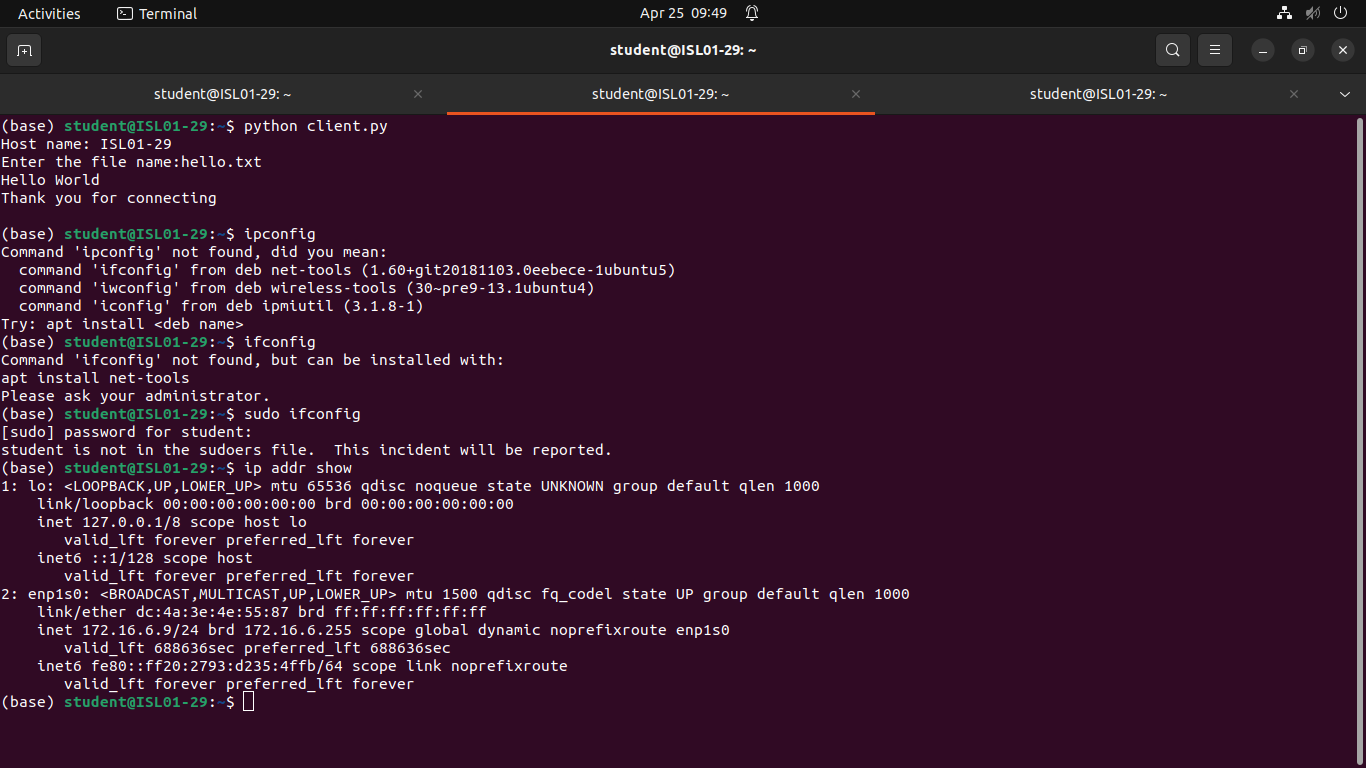 Activities Terminal Apr 25 09:49
student@ISL01-29: ~
student@ISL01-29: ~ student@ISL01-29: ~ student@ISL01-29: ~
(base) student@ISL01-29:~$ python client.py
Host name: ISL01-29
Enter the file name:hello.txt
Hello World
Thank you for connecting
(base) student@ISL01-29:~$ ipconfig
Command 'ipconfig' not found, did you mean:
  command 'ifconfig' from deb net-tools (1.60+git20181103.0eebece-1ubuntu5)
  command 'iwconfig' from deb wireless-tools (30~pre9-13.1ubuntu4)
  command 'iconfig' from deb ipmiutil (3.1.8-1)
Try: apt install <deb name>
(base) student@ISL01-29:~$ ifconfig
Command 'ifconfig' not found, but can be installed with:
apt install net-tools
Please ask your administrator.
(base) student@ISL01-29:~$ sudo ifconfig
[sudo] password for student:
student is not in the sudoers file.  This incident will be reported.
(base) student@ISL01-29:~$ ip addr show
1: lo: <LOOPBACK,UP,LOWER_UP> mtu 65536 qdisc noqueue state UNKNOWN group default qlen 1000
    link/loopback 00:00:00:00:00:00 brd 00:00:00:00:00:00
    inet 127.0.0.1/8 scope host lo
       valid_lft forever preferred_lft forever
    inet6 ::1/128 scope host
       valid_lft forever preferred_lft forever
2: enp1s0: <BROADCAST,MULTICAST,UP,LOWER_UP> mtu 1500 qdisc fq_codel state UP group default qlen 1000
    link/ether dc:4a:3e:4e:55:87 brd ff:ff:ff:ff:ff:ff
    inet 172.16.6.9/24 brd 172.16.6.255 scope global dynamic noprefixroute enp1s0
       valid_lft 688636sec preferred_lft 688636sec
    inet6 fe80::ff20:2793:d235:4ffb/64 scope link noprefixroute
       valid_lft forever preferred_lft forever
(base) student@ISL01-29:~$